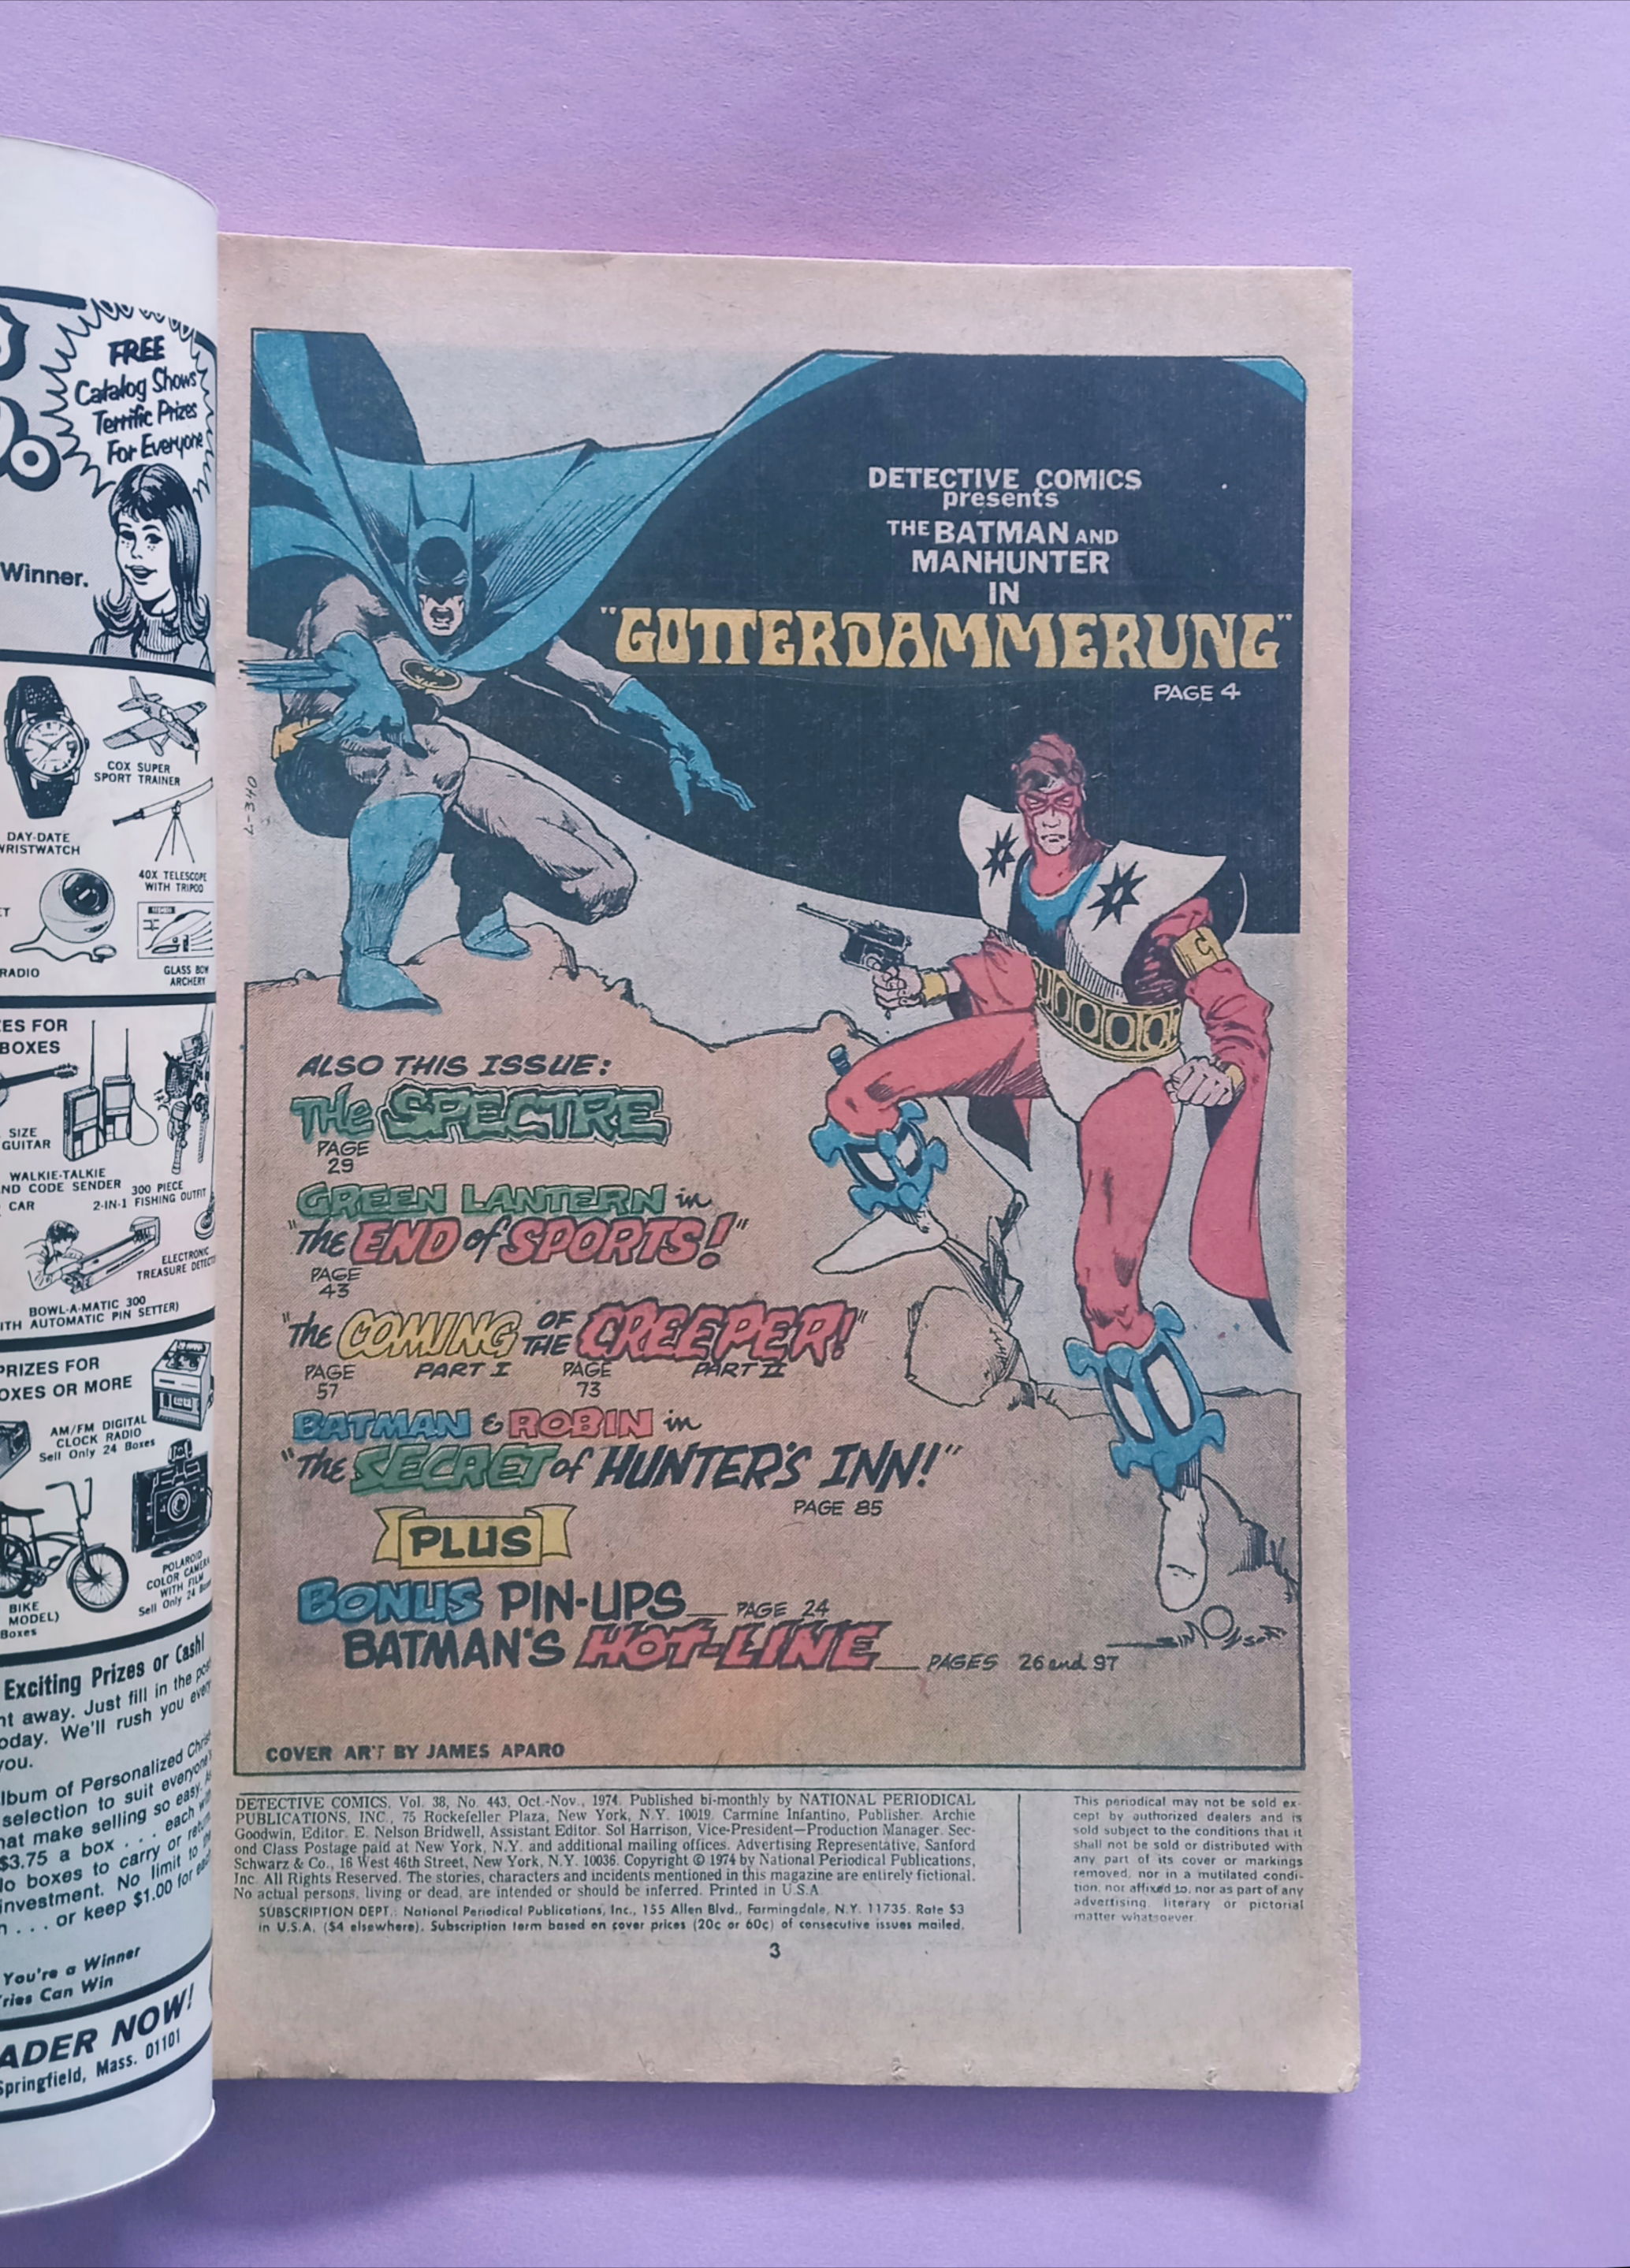 FREE
Catalog Shows
Terrific Prizes
For Everyone
Winner.
COX SUPER
SPORT TRAINER
DAY-DATE
WRISTWATCH
40X TELESCOPE
WITH TRIPOD
RADIO
GLASS BOW
ARCHERY
ES FOR
BOXES
SIZE
GUITAR
WALKIE-TALKIE
ND CODE SENDER
CAR
300 PIECE
2-IN-1 FISHING OUTFIT
ELECTRONIC
TREASURE DETECT
BOWL-A-MATIC 300
ITH AUTOMATIC PIN SETTER)
PRIZES FOR
OXES OR MORE
AM/FM DIGITAL
CLOCK RADIO
Sell Only 24 Boxes
POLAROID
COLOR CAMERA
WITH FILM
Sell Only 24 Boxes
BIKE
MODEL)
Boxes
Exciting Prizes or Cash!
t away. Just fill in the
oday. We'll rush you
you.
lbum of Personalized
selection to suit
at make selling so easy.
$3.75 a box . . . each
o boxes to carry or
investment. No limit to
. . . or keep $1.00 for
You're a Winner
ries Can Win
ADER NOW!
Springfield, Mass. 01101
DETECTIVE COMICS
presents
THE BATMAN AND
MANHUNTER
IN
"GOTTERDAMMERUNG"
PAGE 4
L-340
ALSO THIS ISSUE:
THE SPECTRE
PAGE
29
GREEN LANTERN in
"The END of SPORTS!"
PAGE
43
"The COMING OF THE CREEPER!"
PAGE 57 PART I PAGE 73 PART II
BATMAN & ROBIN in
"The SECRET of HUNTER'S INN!"
PAGE 85
PLUS
BONUS PIN-UPS__ PAGE 24
BATMAN'S HOT-LINE__ PAGES 26 and 97
Simonson
COVER ART BY JAMES APARO
DETECTIVE COMICS, Vol. 38, No. 443, Oct.-Nov., 1974. Published bi-monthly by NATIONAL PERIODICAL
PUBLICATIONS, INC., 75 Rockefeller Plaza, New York, N.Y. 10019. Carmine Infantino, Publisher. Archie
Goodwin, Editor. E. Nelson Bridwell, Assistant Editor. Sol Harrison, Vice-President—Production Manager. Sec-
ond Class Postage paid at New York, N.Y. and additional mailing offices. Advertising Representative, Sanford
Schwarz & Co., 16 West 46th Street, New York, N.Y. 10036. Copyright © 1974 by National Periodical Publications,
Inc. All Rights Reserved. The stories, characters and incidents mentioned in this magazine are entirely fictional.
No actual persons, living or dead, are intended or should be inferred. Printed in U.S.A.
SUBSCRIPTION DEPT.: National Periodical Publications, Inc., 155 Allen Blvd., Farmingdale, N.Y. 11735. Rate $3
in U.S.A. ($4 elsewhere). Subscription term based on cover prices (20c or 60c) of consecutive issues mailed.
This periodical may not be sold ex-
cept by authorized dealers and is
sold subject to the conditions that it
shall not be sold or distributed with
any part of its cover or markings
removed, nor in a mutilated condi-
tion, nor affixed to, nor as part of any
advertising, literary or pictorial
matter whatsoever.
3